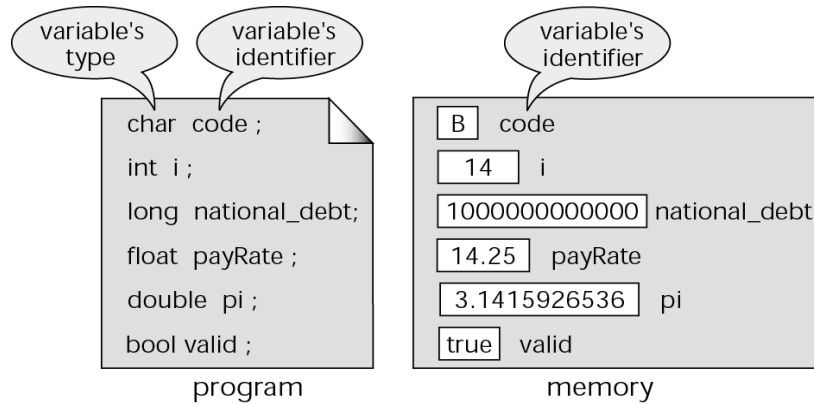 variable's
type
variable's
identifier
variable's
identifier
char code ;
int i ;
long national_debt;
float payRate ;
double pi ;
bool valid ;
program
B code
14 i
1000000000000 national_debt
14.25 payRate
3.1415926536 pi
true valid
memory